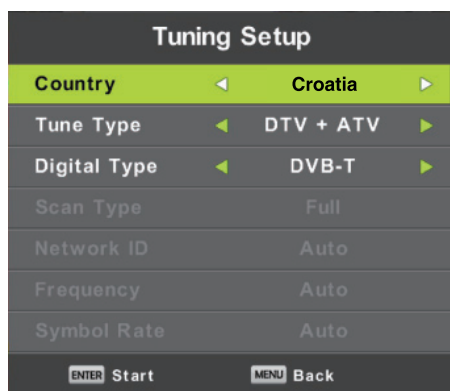 Tuning Setup
Country Croatia
Tune Type DTV + ATV
Digital Type DVB-T
Scan Type Full
Network ID Auto
Frequency Auto
Symbol Rate Auto
ENTER Start MENU Back